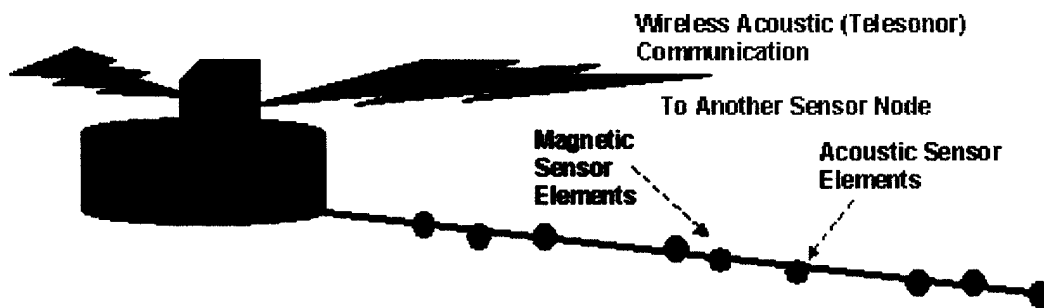 Wireless Acoustic (Telesonor)
Communication
To Another Sensor Node
Magnetic
Sensor
Elements
Acoustic Sensor
Elements